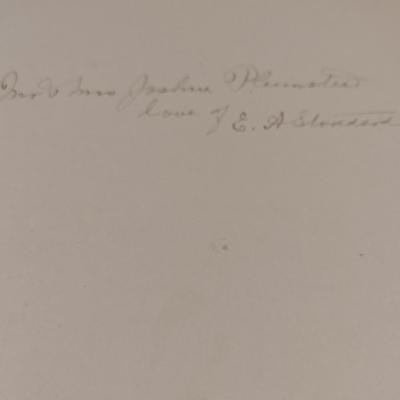 Mr & Mrs Joshua Plumstead
love of E. A Stoddard